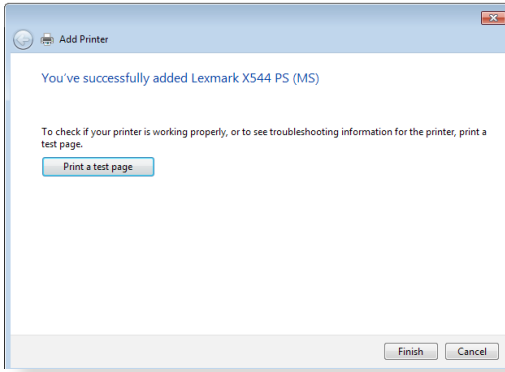 Add Printer
You've successfully added Lexmark X544 PS (MS)
To check if your printer is working properly, or to see troubleshooting information for the printer, print a
test page.
Print a test page
Finish Cancel